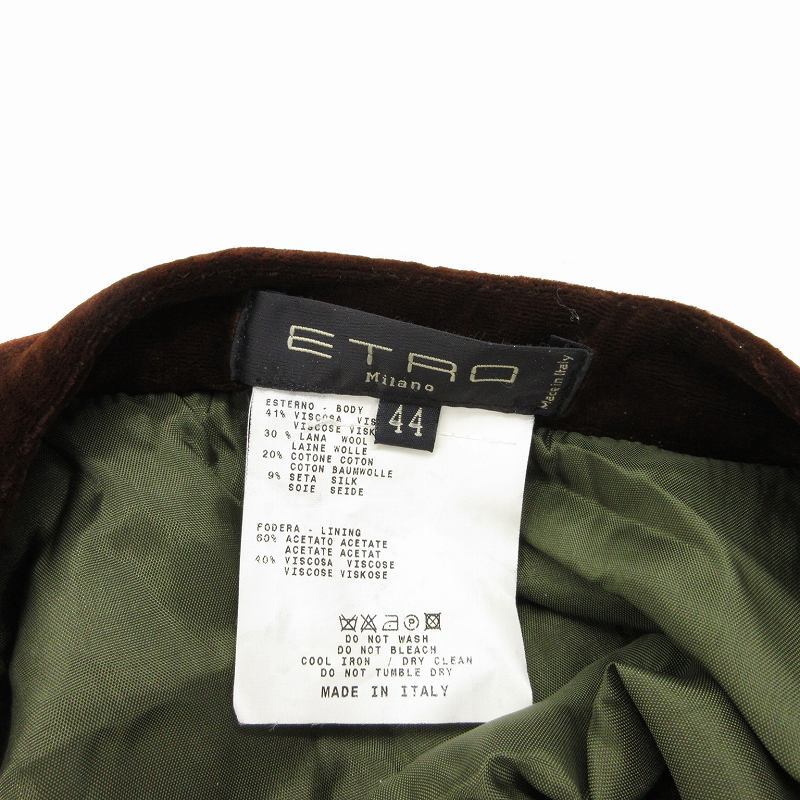 ETRO
Milano
Made in Italy
44
ESTERNO - BODY
41% VISCOSA VIS
VISCOSE VISK
30 % LANA WOOL
LAINE WOLLE
20% COTONE COTON
COTON BAUMWOLLE
9% SETA SILK
SOIE SEIDE
FODERA - LINING
60% ACETATO ACETATE
ACETATE ACETAT
40% VISCOSA VISCOSE
VISCOSE VISKOSE
DO NOT WASH
DO NOT BLEACH
COOL IRON / DRY CLEAN
DO NOT TUMBLE DRY
MADE IN ITALY